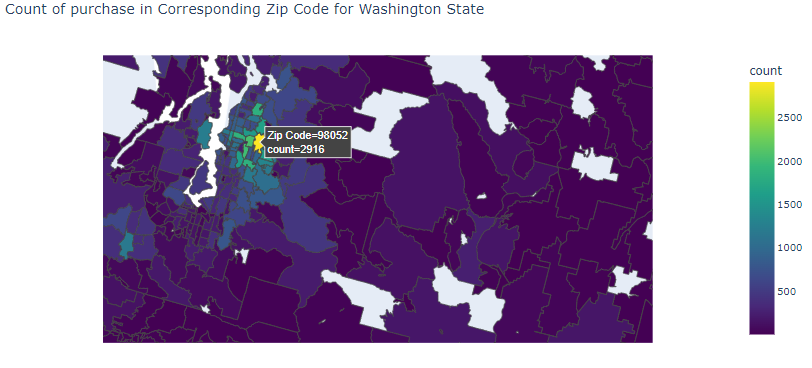 Count of purchase in Corresponding Zip Code for Washington State
count
Zip Code=98052
count=2916
2500
2000
1500
1000
500